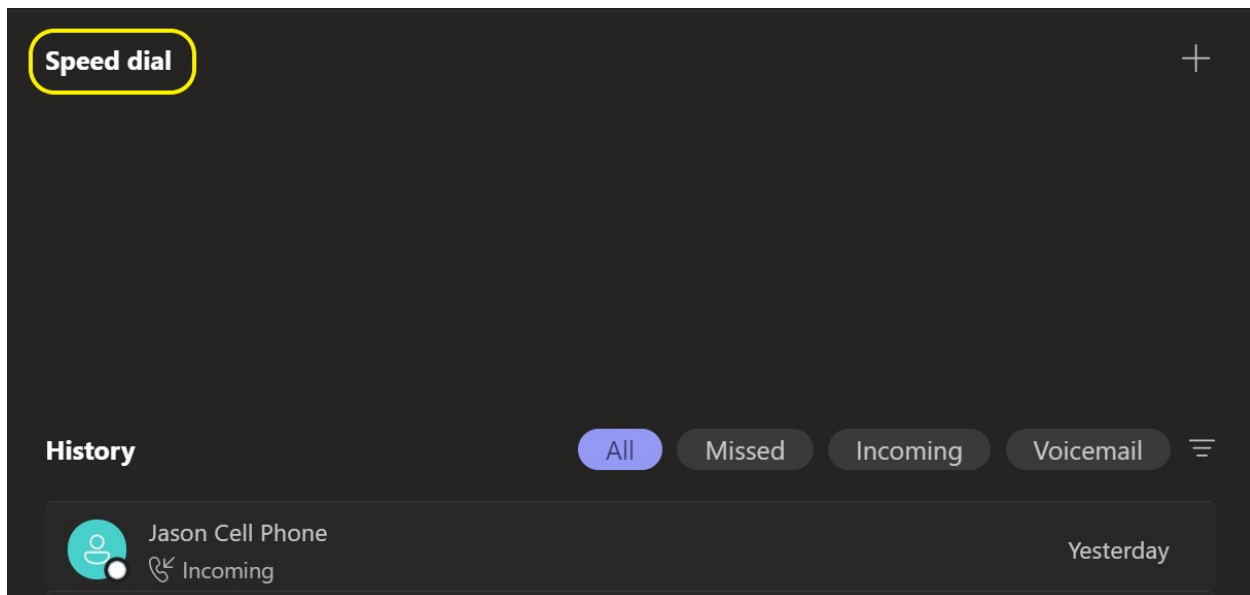 Speed dial
History
All Missed Incoming Voicemail
Jason Cell Phone
Incoming
Yesterday